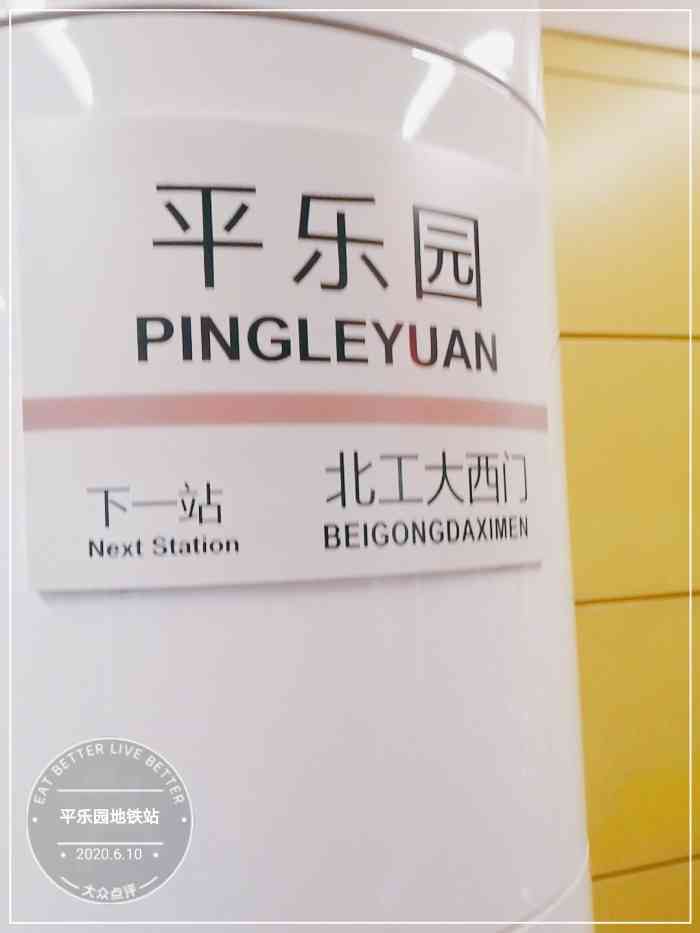 平乐园
PINGLEYUAN
下一站
Next Station
北工大西门
BEIGONGDAXIMEN
EAT BETTER LIVE BETTER
平乐园地铁站
2020.6.10
大众点评